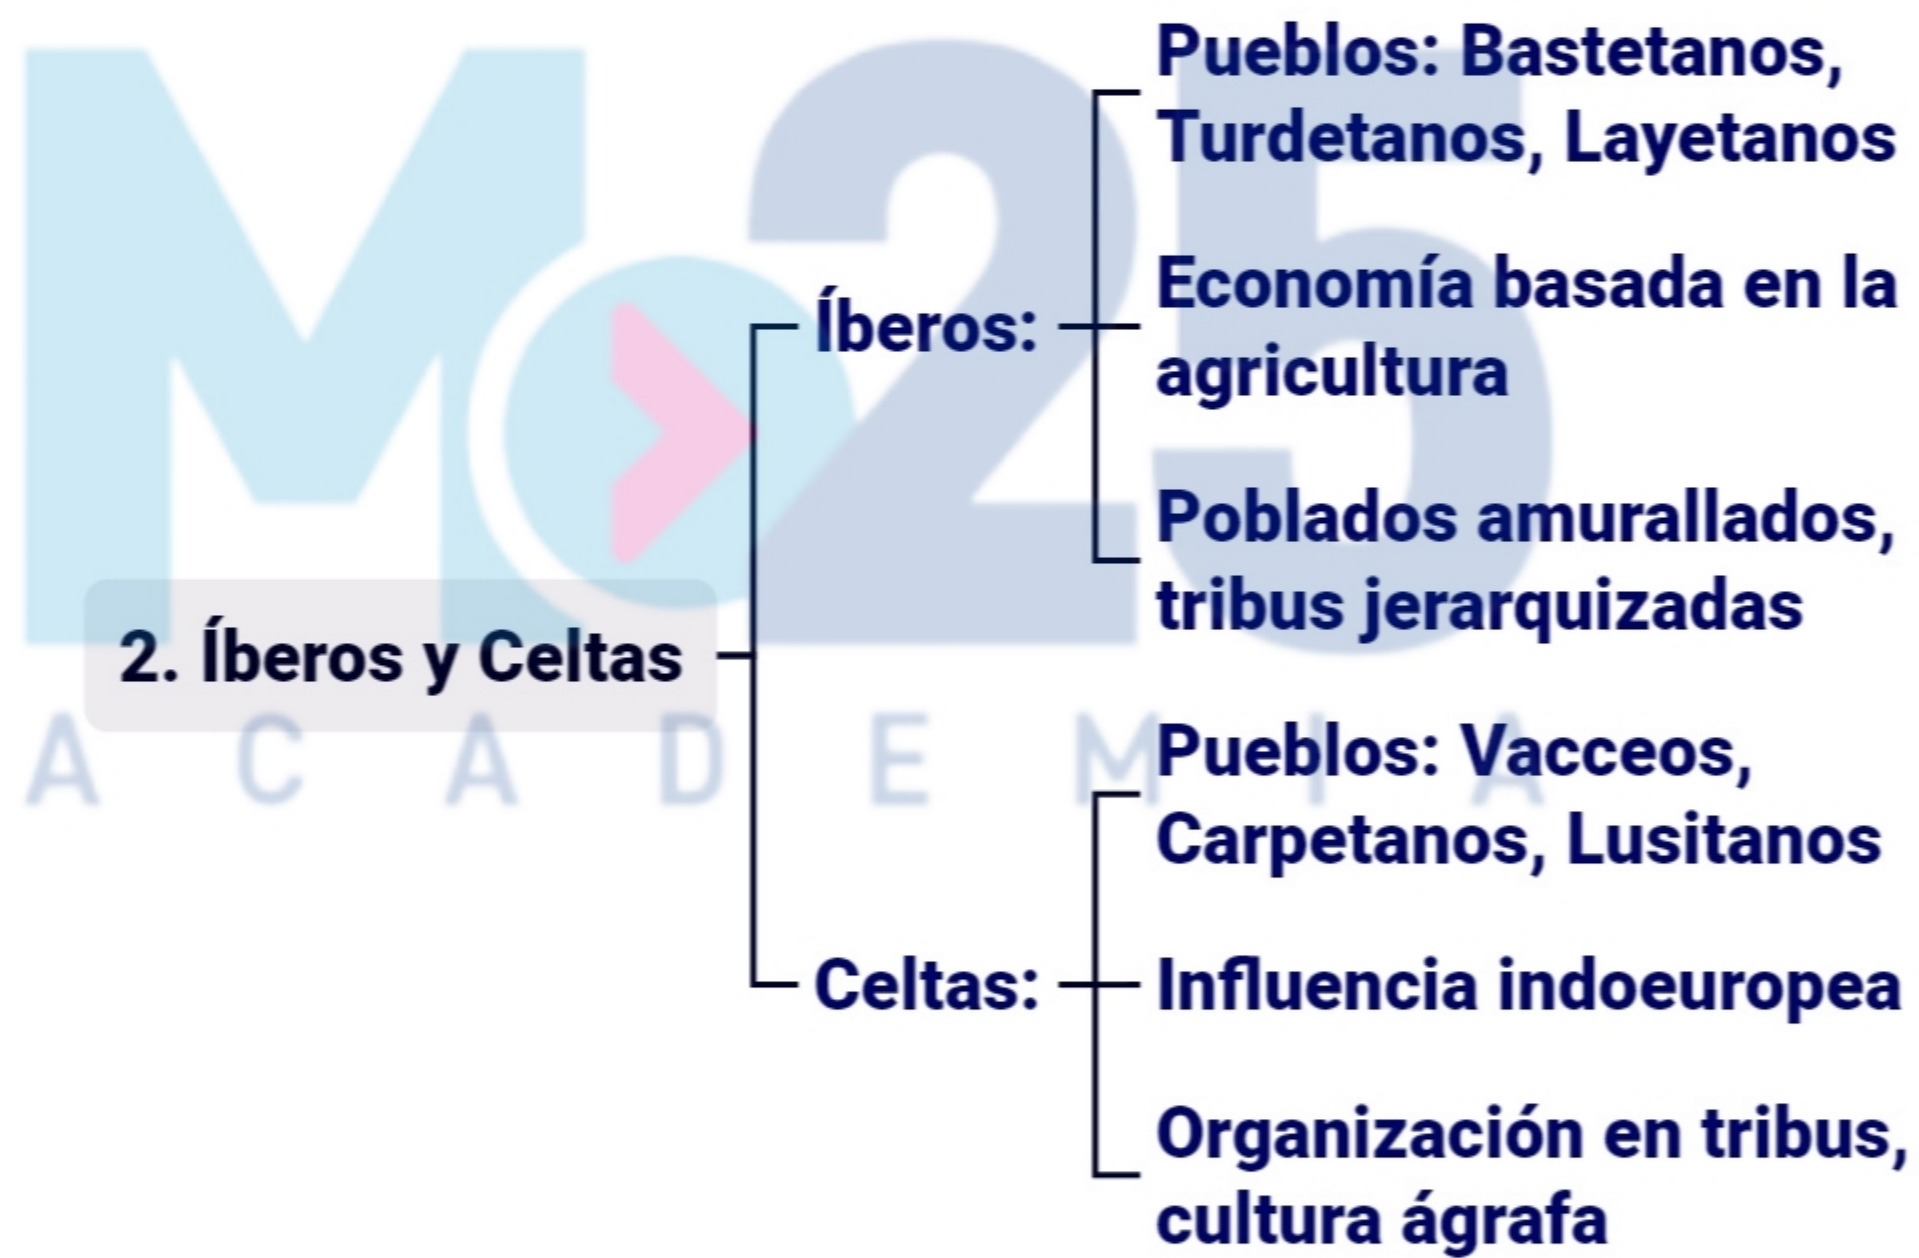 2. Íberos y Celtas
Íberos:
Pueblos: Bastetanos,
Turdetanos, Layetanos
Economía basada en la
agricultura
Poblados amurallados,
tribus jerarquizadas
Celtas:
Pueblos: Vacceos,
Carpetanos, Lusitanos
Influencia indoeuropea
Organización en tribus,
cultura ágrafa
M 25
ACADEMIA